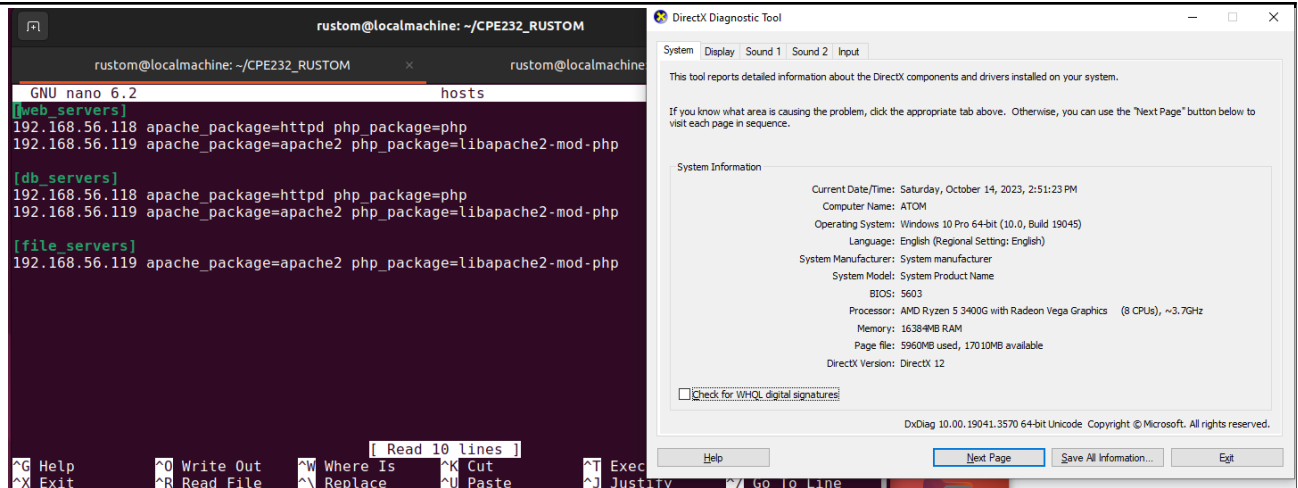 rustom@localmachine: ~/CPE232_RUSTOM
rustom@localmachine: ~/CPE232_RUSTOM ×
rustom@localmachine:
GNU nano 6.2 hosts
[web_servers]
192.168.56.118 apache_package=httpd php_package=php
192.168.56.119 apache_package=apache2 php_package=libapache2-mod-php
[db_servers]
192.168.56.118 apache_package=httpd php_package=php
192.168.56.119 apache_package=apache2 php_package=libapache2-mod-php
[file_servers]
192.168.56.119 apache_package=apache2 php_package=libapache2-mod-php
[ Read 10 lines ]
^G Help ^O Write Out ^W Where Is ^K Cut ^T Exec
^X Exit ^R Read File ^\ Replace ^U Paste ^J Justify ^/ Go To Line
DirectX Diagnostic Tool
System Display Sound 1 Sound 2 Input
This tool reports detailed information about the DirectX components and drivers installed on your system.
If you know what area is causing the problem, click the appropriate tab above. Otherwise, you can use the "Next Page" button below to
visit each page in sequence.
System Information
Current Date/Time: Saturday, October 14, 2023, 2:51:23 PM
Computer Name: ATOM
Operating System: Windows 10 Pro 64-bit (10.0, Build 19045)
Language: English (Regional Setting: English)
System Manufacturer: System manufacturer
System Model: System Product Name
BIOS: 5603
Processor: AMD Ryzen 5 3400G with Radeon Vega Graphics (8 CPUs), ~3.7GHz
Memory: 16384MB RAM
Page file: 5960MB used, 17010MB available
DirectX Version: DirectX 12
Check for WHQL digital signatures
DxDiag 10.00.19041.3570 64-bit Unicode Copyright © Microsoft. All rights reserved.
Help Next Page Save All Information... Exit